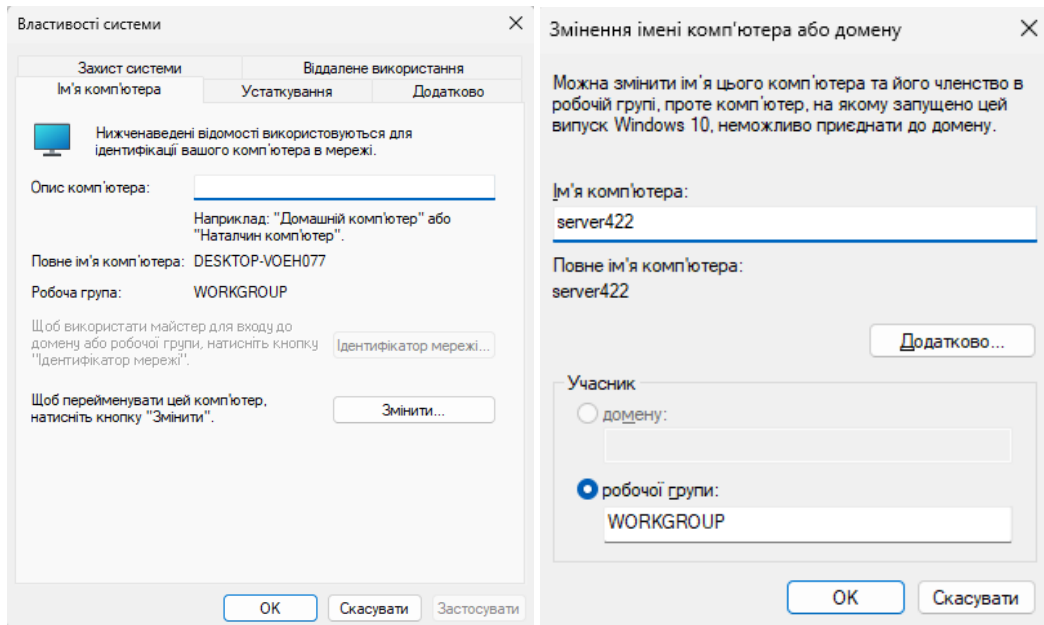 Властивості системи
Захист системи
Віддалене використання
Ім'я комп'ютера
Устаткування
Додатково
Нижченаведені відомості використовуються для
ідентифікації вашого комп'ютера в мережі.
Опис комп'ютера:
Наприклад: "Домашній комп'ютер" або
"Наталчин комп'ютер".
Повне ім'я комп'ютера: DESKTOP-VOEH077
Робоча група: WORKGROUP
Щоб використати майстер для входу до
домену або робочої групи, натисніть кнопку
"Ідентифікатор мережі".
Ідентифікатор мережі...
Щоб перейменувати цей комп'ютер,
натисніть кнопку "Змінити".
Змінити...
OK
Скасувати
Застосувати
Змінення імені комп'ютера або домену
Можна змінити ім'я цього комп'ютера та його членство в
робочій групі, проте комп'ютер, на якому запущено цей
випуск Windows 10, неможливо приєднати до домену.
Ім'я комп'ютера:
server422
Повне ім'я комп'ютера:
server422
Додатково...
Учасник
домену:
робочої групи:
WORKGROUP
OK
Скасувати